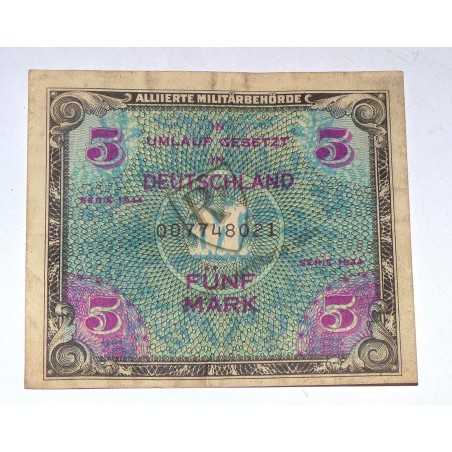 ALLIIERTE MILITÄRBEHÖRDE
5 IN 5
UMLAUF GESETZT
IN
DEUTSCHLAND
SERIE 1944
007748021
SERIE 1944
FÜNF
MARK
5 5